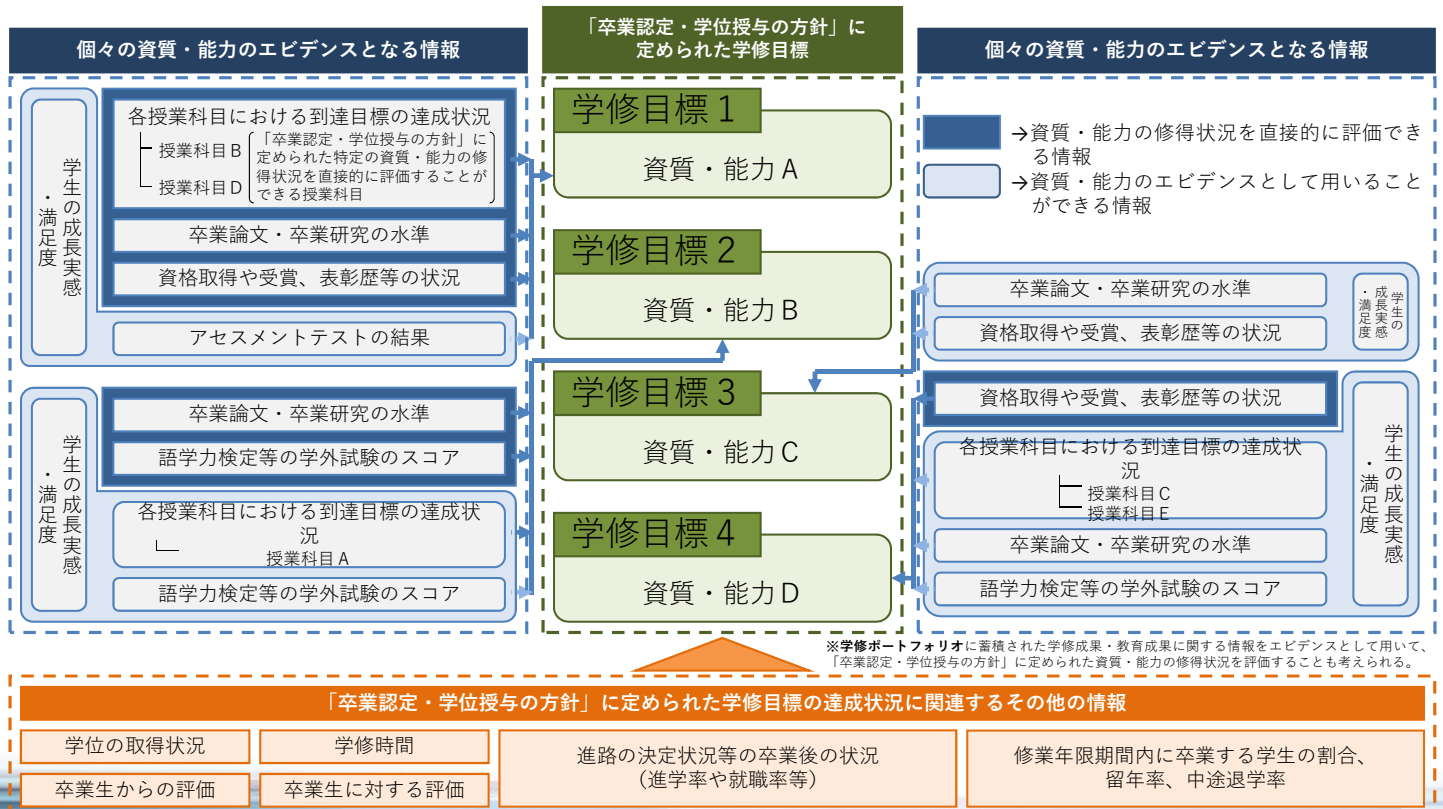 個々の資質・能力のエビデンスとなる情報
学生の成長実感
・満足度
各授業科目における到達目標の達成状況
授業科目B
授業科目D
「卒業認定・学位授与の方針」に
定められた特定の資質・能力の修
得状況を直接的に評価することが
できる授業科目
卒業論文・卒業研究の水準
資格取得や受賞、表彰歴等の状況
アセスメントテストの結果
学生の成長実感
・満足度
卒業論文・卒業研究の水準
語学力検定等の学外試験のスコア
各授業科目における到達目標の達成状
況
授業科目A
語学力検定等の学外試験のスコア
「卒業認定・学位授与の方針」に
定められた学修目標
学修目標1
資質・能力A
学修目標2
資質・能力B
学修目標3
資質・能力C
学修目標4
資質・能力D
個々の資質・能力のエビデンスとなる情報
→資質・能力の修得状況を直接的に評価でき
る情報
→資質・能力のエビデンスとして用いること
ができる情報
卒業論文・卒業研究の水準
資格取得や受賞、表彰歴等の状況
学生の
成長実感
・満足度
資格取得や受賞、表彰歴等の状況
各授業科目における到達目標の達成状
況
授業科目C
授業科目E
卒業論文・卒業研究の水準
語学力検定等の学外試験のスコア
学生の成長実感
・満足度
※学修ポートフォリオに蓄積された学修成果・教育成果に関する情報をエビデンスとして用いて、
「卒業認定・学位授与の方針」に定められた資質・能力の修得状況を評価することも考えられる。
「卒業認定・学位授与の方針」に定められた学修目標の達成状況に関連するその他の情報
学位の取得状況
学修時間
卒業生からの評価
卒業生に対する評価
進路の決定状況等の卒業後の状況
(進学率や就職率等)
修業年限期間内に卒業する学生の割合、
留年率、中途退学率